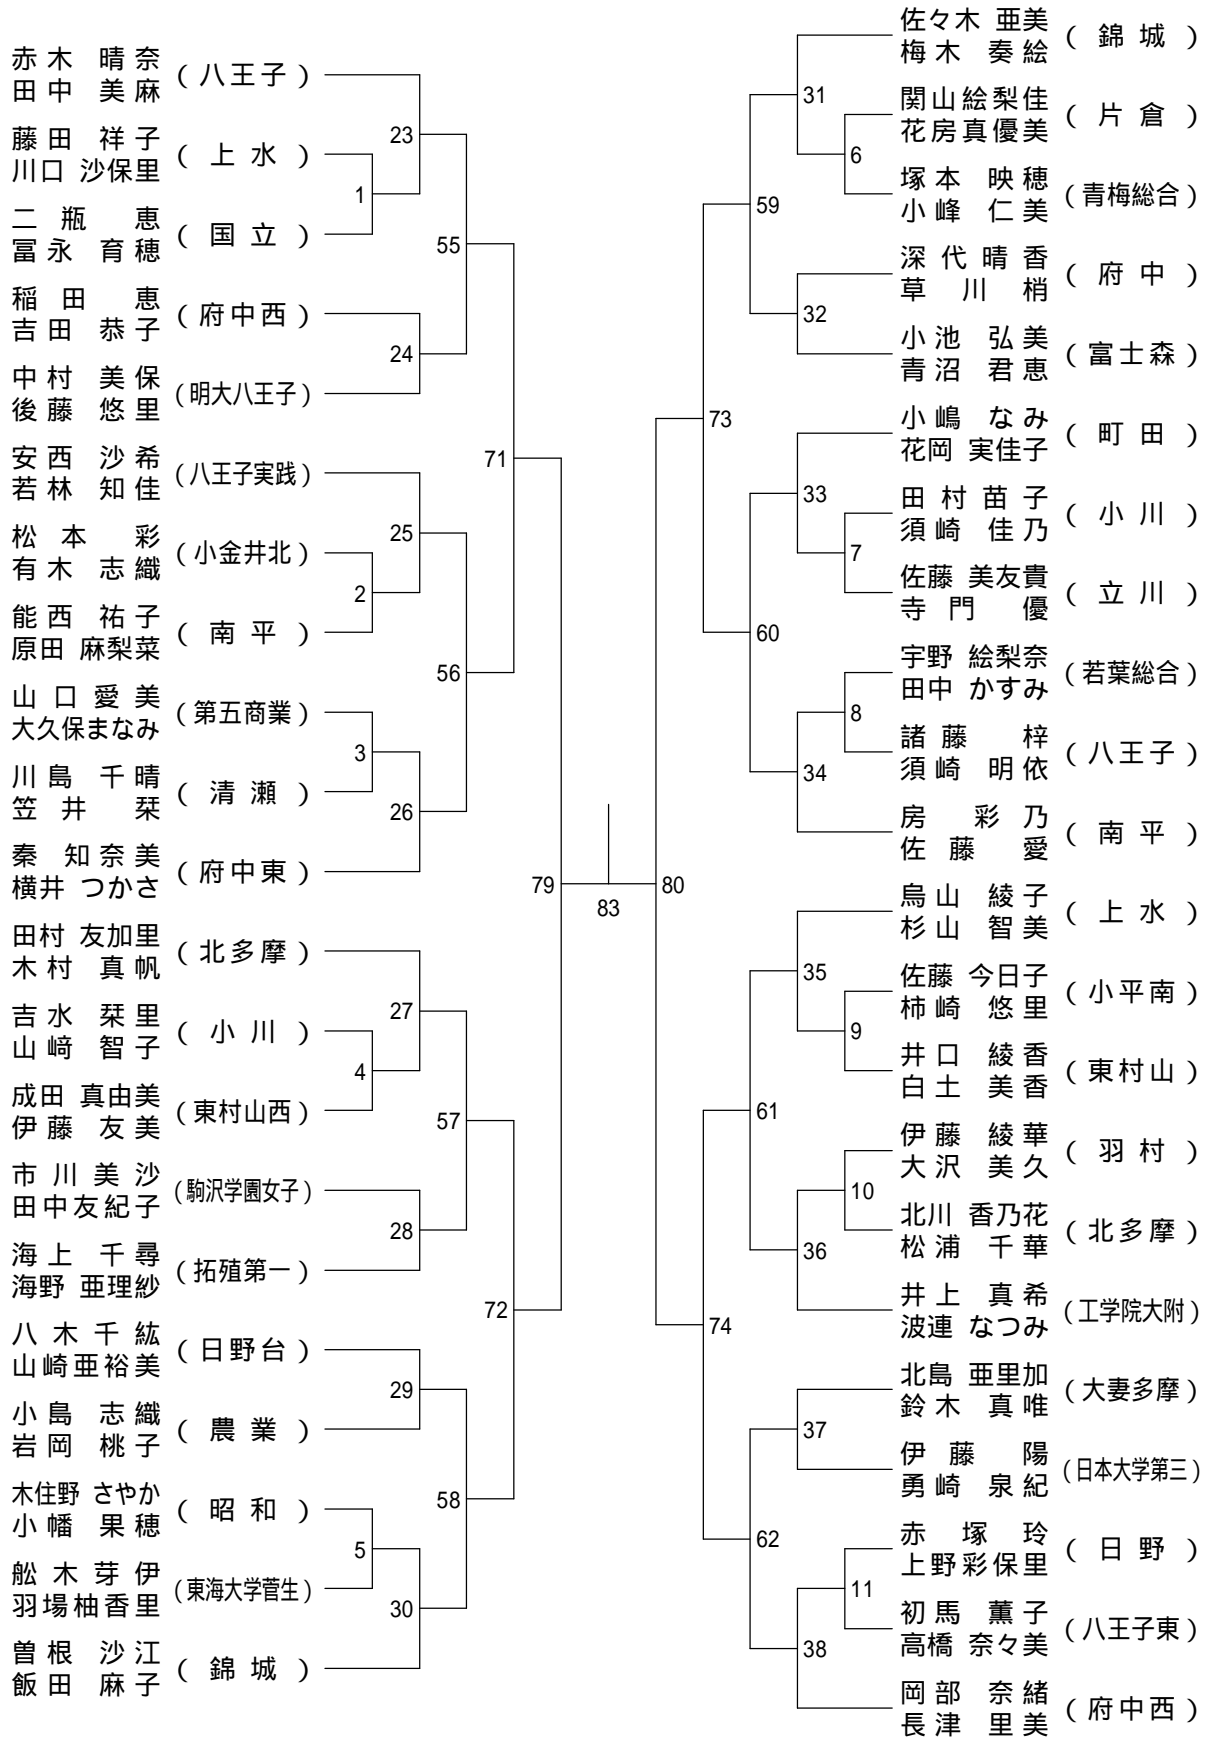 赤木 晴奈
田中 美麻
(八王子)
藤田 祥子
川口 沙保里
(上水)
二瓶 恵
冨永 育穂
(国立)
稲田 恵
吉田 恭子
(府中西)
中村 美保
後藤 悠里
(明大八王子)
安西 沙希
若林 知佳
(八王子実践)
松本 彩
有木 志織
(小金井北)
能西 祐子
原田 麻梨菜
(南平)
山口愛美
大久保まなみ
(第五商業)
川島 千晴
笠井 栞
(清瀬)
秦 知奈美
横井 つかさ
(府中東)
田村 友加里
木村 真帆
(北多摩)
吉水 栞里
山﨑 智子
(小川)
成田 真由美
伊藤 友美
(東村山西)
市川美沙
田中友紀子
(駒沢学園女子)
海上 千尋
海野 亜理紗
(拓殖第一)
八木千紘
山崎亜裕美
(日野台)
小島 志織
岩岡 桃子
(農業)
木住野 さやか
小幡 果穂
(昭和)
舩木芽伊
羽場柚香里
(東海大学菅生)
曽根 沙江
飯田 麻子
(錦城)
23
1
55
24
71
25
2
56
3
26
79
27
4
57
28
72
29
58
5
30
83
80
31
6
59
32
73
33
7
60
8
34
35
9
61
10
36
74
37
62
11
38
佐々木 亜美
梅木 奏絵
(錦城)
関山絵梨佳
花房真優美
(片倉)
塚本 映穂
小峰 仁美
(青梅総合)
深代晴香
草川 梢
(府中)
小池 弘美
青沼 君恵
(富士森)
小嶋 なみ
花岡 実佳子
(町田)
田村苗子
須崎 佳乃
(小川)
佐藤 美友貴
寺門 優
(立川)
宇野 絵梨奈
田中 かすみ
(若葉総合)
諸藤 梓
須崎 明依
(八王子)
房 彩乃
佐藤 愛
(南平)
烏山 綾子
杉山 智美
(上水)
佐藤 今日子
柿崎 悠里
(小平南)
井口 綾香
白土 美香
(東村山)
伊藤 綾華
大沢 美久
(羽村)
北川 香乃花
松浦 千華
(北多摩)
井上 真希
波連 なつみ
(工学院大附)
北島 亜里加
鈴木 真唯
(大妻多摩)
伊藤 陽
勇崎 泉紀
(日本大学第三)
赤塚 玲
上野彩保里
(日野)
初馬 薫子
高橋 奈々美
(八王子東)
岡部 奈緒
長津 里美
(府中西)